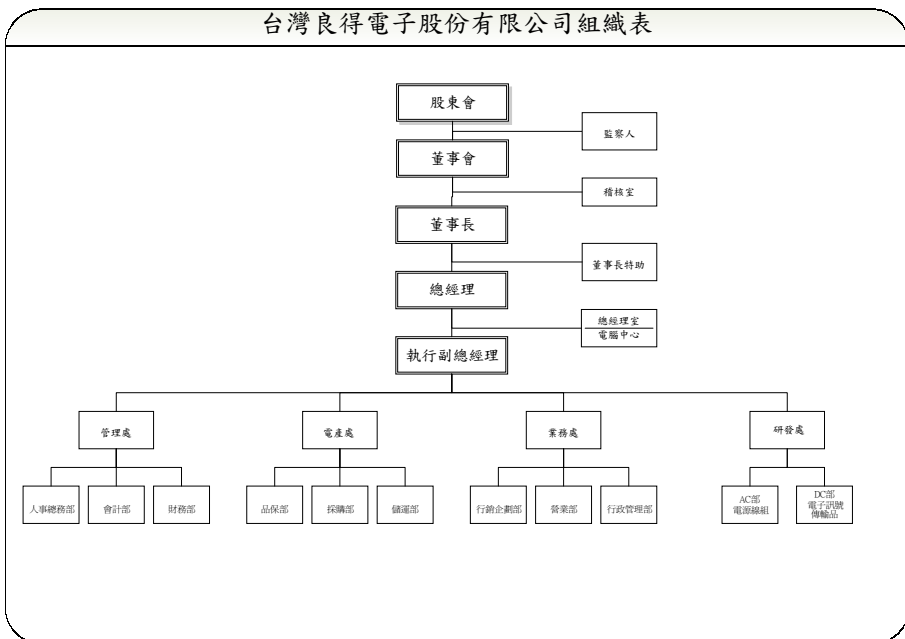 台灣良得電子股份有限公司組織表
股東會
監察人
董事會
稽核室
董事長
董事長特助
總經理
總經理室
電腦中心
執行副總經理
管理處
電產處
業務處
研發處
人事總務部
會計部
財務部
品保部
採購部
儲運部
行銷企劃部
營業部
行政管理部
AC部
電源線組
DC部
電子訊號
傳輸品